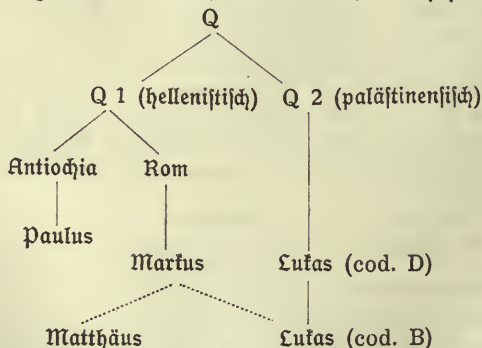 Q
Q 1 (hellenistisch) Q 2 (palästinensisch)
Antiochia Rom
Paulus
Markus Lukas (cod. D)
Matthäus Lukas (cod. B)